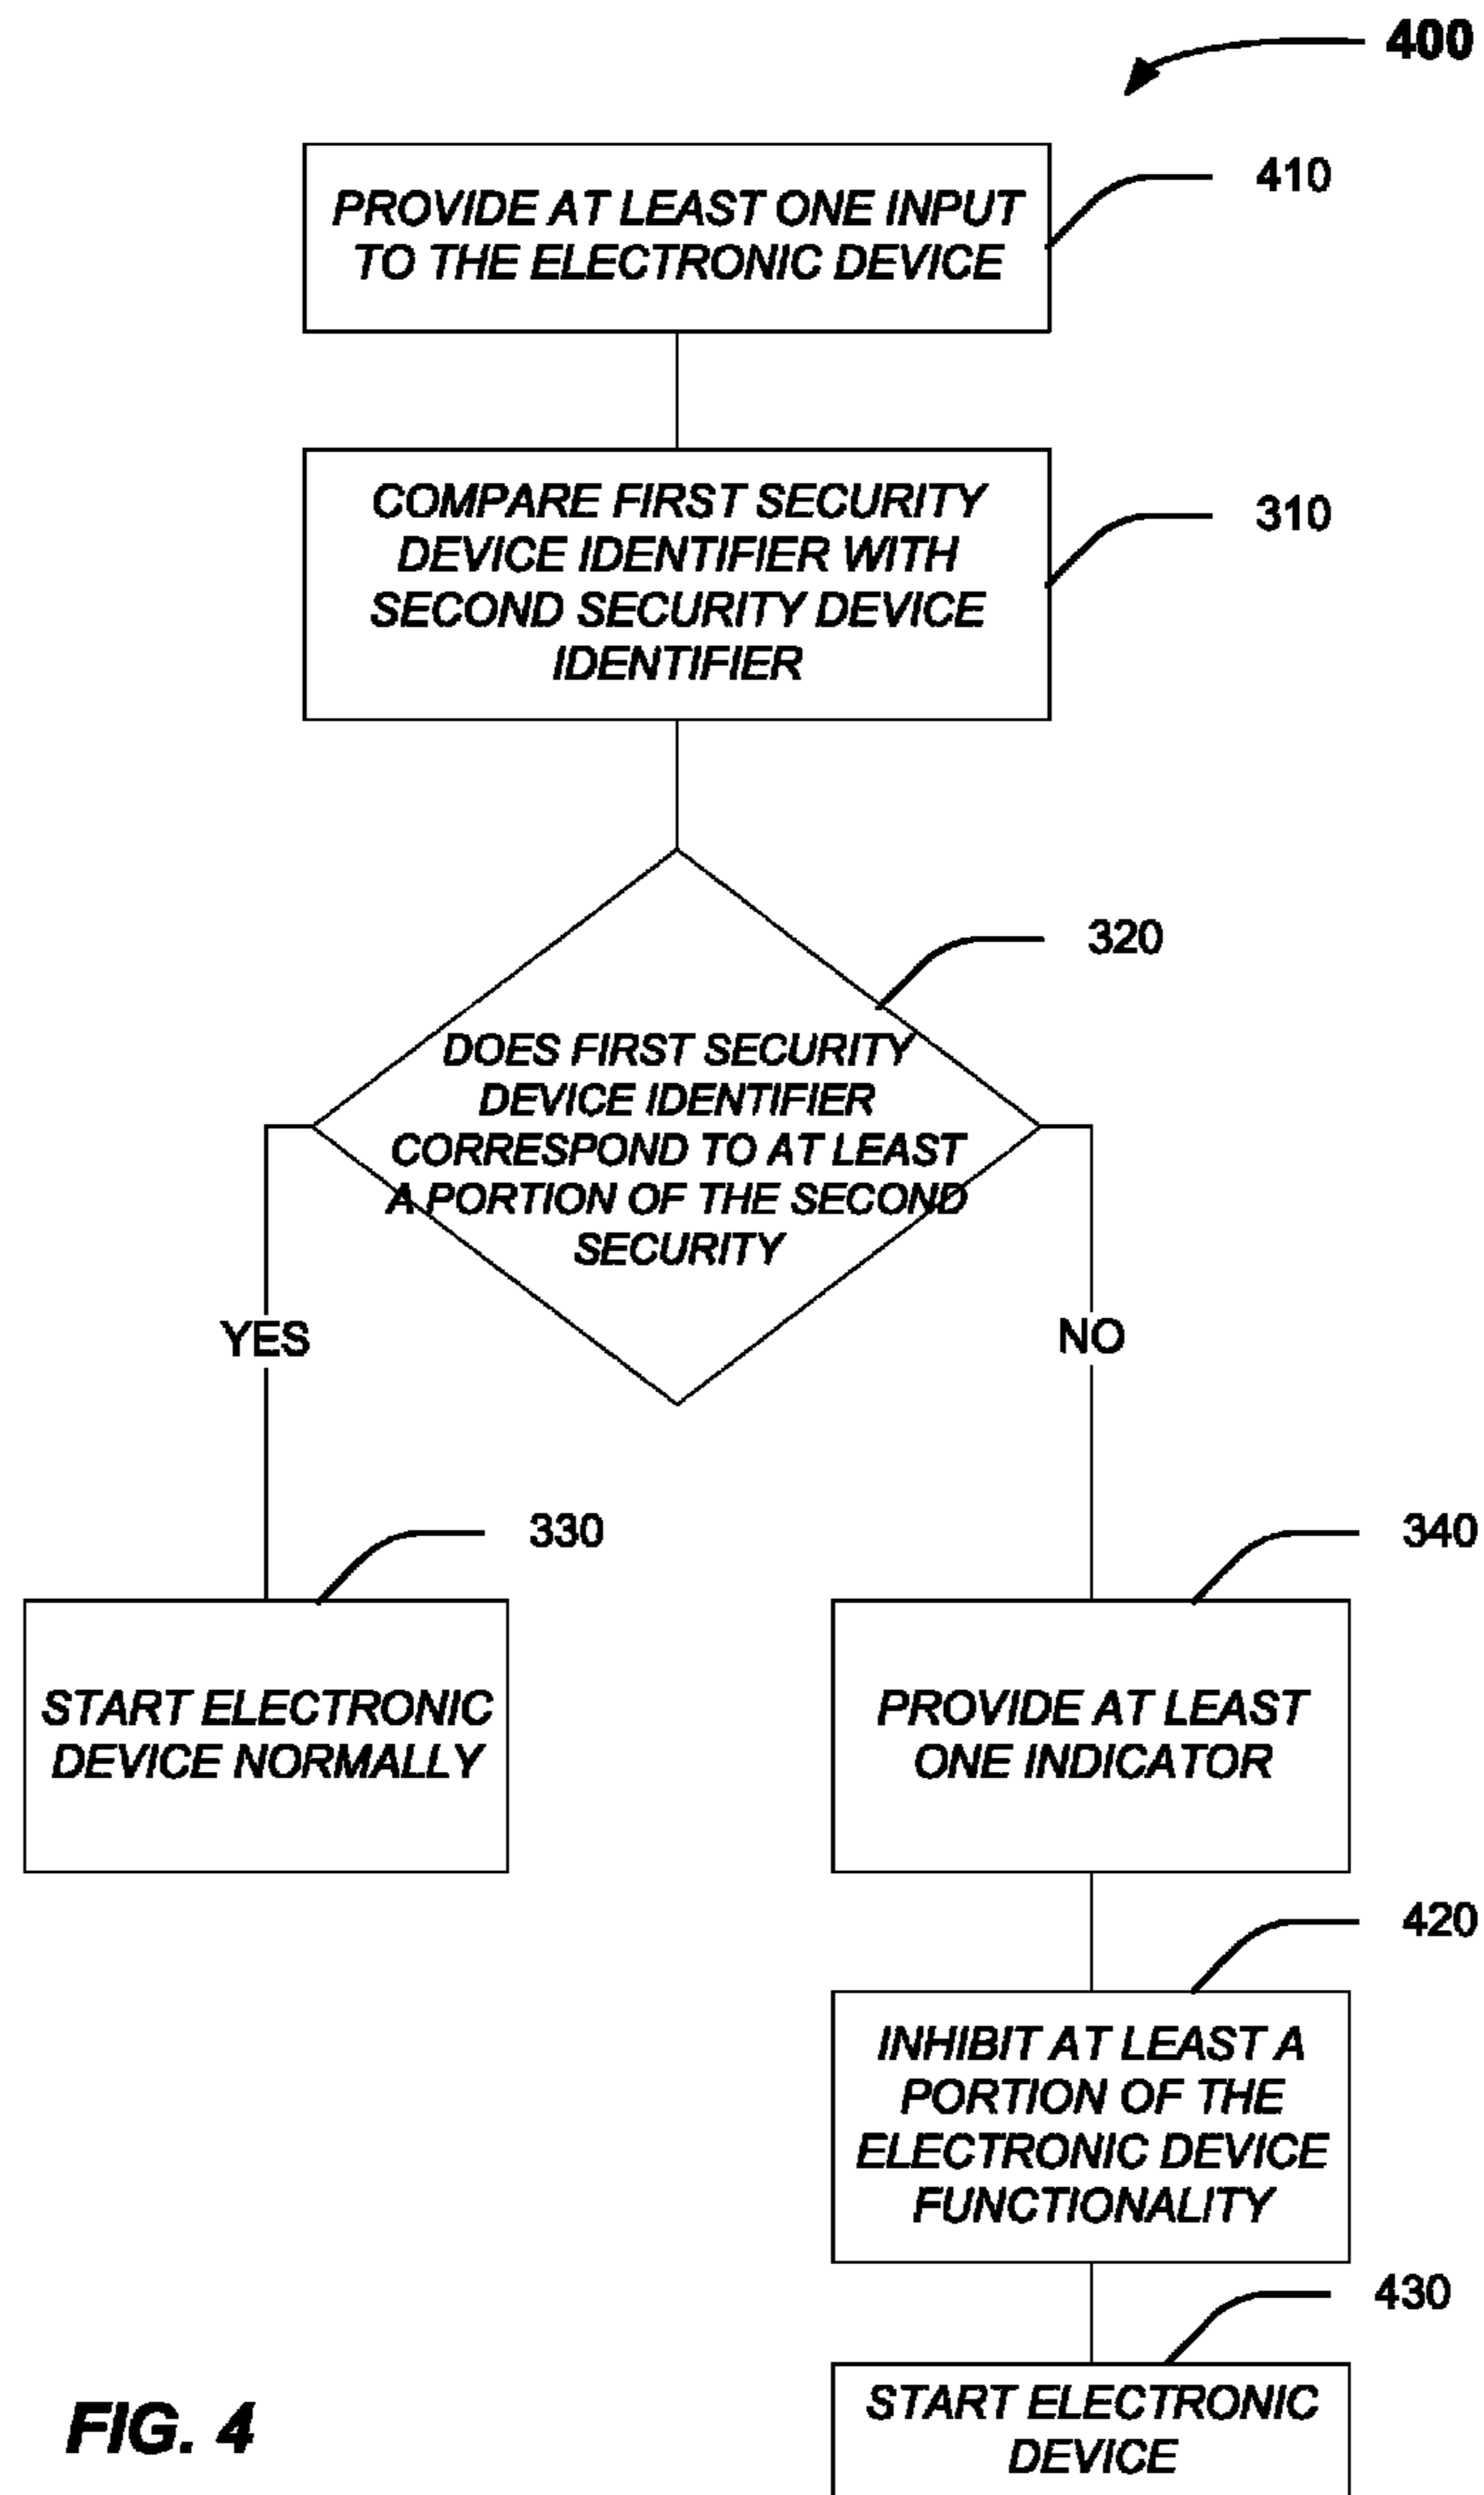 400
PROVIDE AT LEAST ONE INPUT
TO THE ELECTRONIC DEVICE
410
COMPARE FIRST SECURITY
DEVICE IDENTIFIER WITH
SECOND SECURITY DEVICE
IDENTIFIER
310
320
DOES FIRST SECURITY
DEVICE IDENTIFIER
CORRESPOND TO AT LEAST
A PORTION OF THE SECOND
SECURITY
YES
NO
330
START ELECTRONIC
DEVICE NORMALLY
340
PROVIDE AT LEAST
ONE INDICATOR
420
INHIBIT AT LEAST A
PORTION OF THE
ELECTRONIC DEVICE
FUNCTIONALITY
430
START ELECTRONIC
DEVICE
FIG. 4